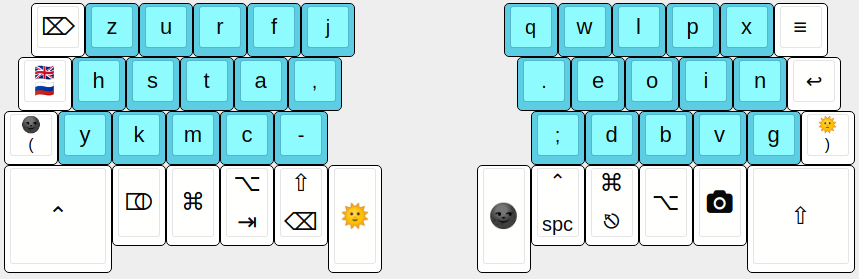 ⌦ z u r f j q w l p x ≡
🇬🇧 🇷🇺 h s t a , . e o i n ↩
🌚 ( y k m c - ; d b v g 🌞 )
⌃ ⎄ ⌘ ⌥ ⇥ ⇧ ⌫ 🌞 🌚 ⌃ spc ⌘ ⎋ ⌥ 📷 ⇧